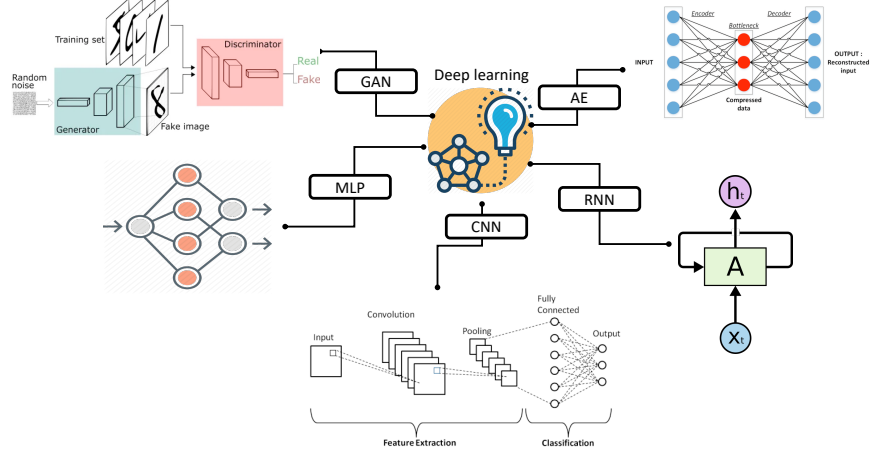 Training set
Discriminator
Real
Fake
Random
noise
Generator
Fake image
8
GAN
Deep learning
AE
INPUT
Encoder
Decoder
Bottleneck
OUTPUT :
Reconstructed
input
Compressed
data
MLP
CNN
RNN
hₜ
A
xₜ
Input
Convolution
Pooling
Fully
Connected
Output
Feature Extraction
Classification